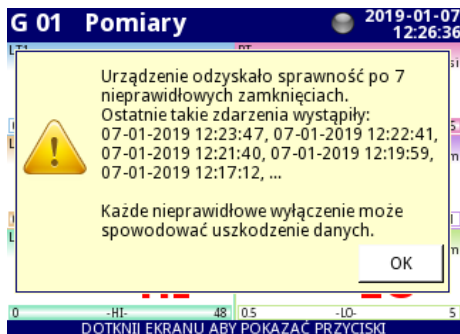 G 01 Pomiary
2019-01-07
12:26:36
Urządzenie odzyskało sprawność po 7
nieprawidłowych zamknięciach.
Ostatnie takie zdarzenia wystąpiły:
07-01-2019 12:23:47, 07-01-2019 12:22:41,
07-01-2019 12:21:40, 07-01-2019 12:19:59,
07-01-2019 12:17:12, ...
Każde nieprawidłowe wyłączenie może
spowodować uszkodzenie danych.
OK
0 -HI- 48 0.5 -LO- 5
DOTKNIJ EKRANU ABY POKAZAĆ PRZYCISKI